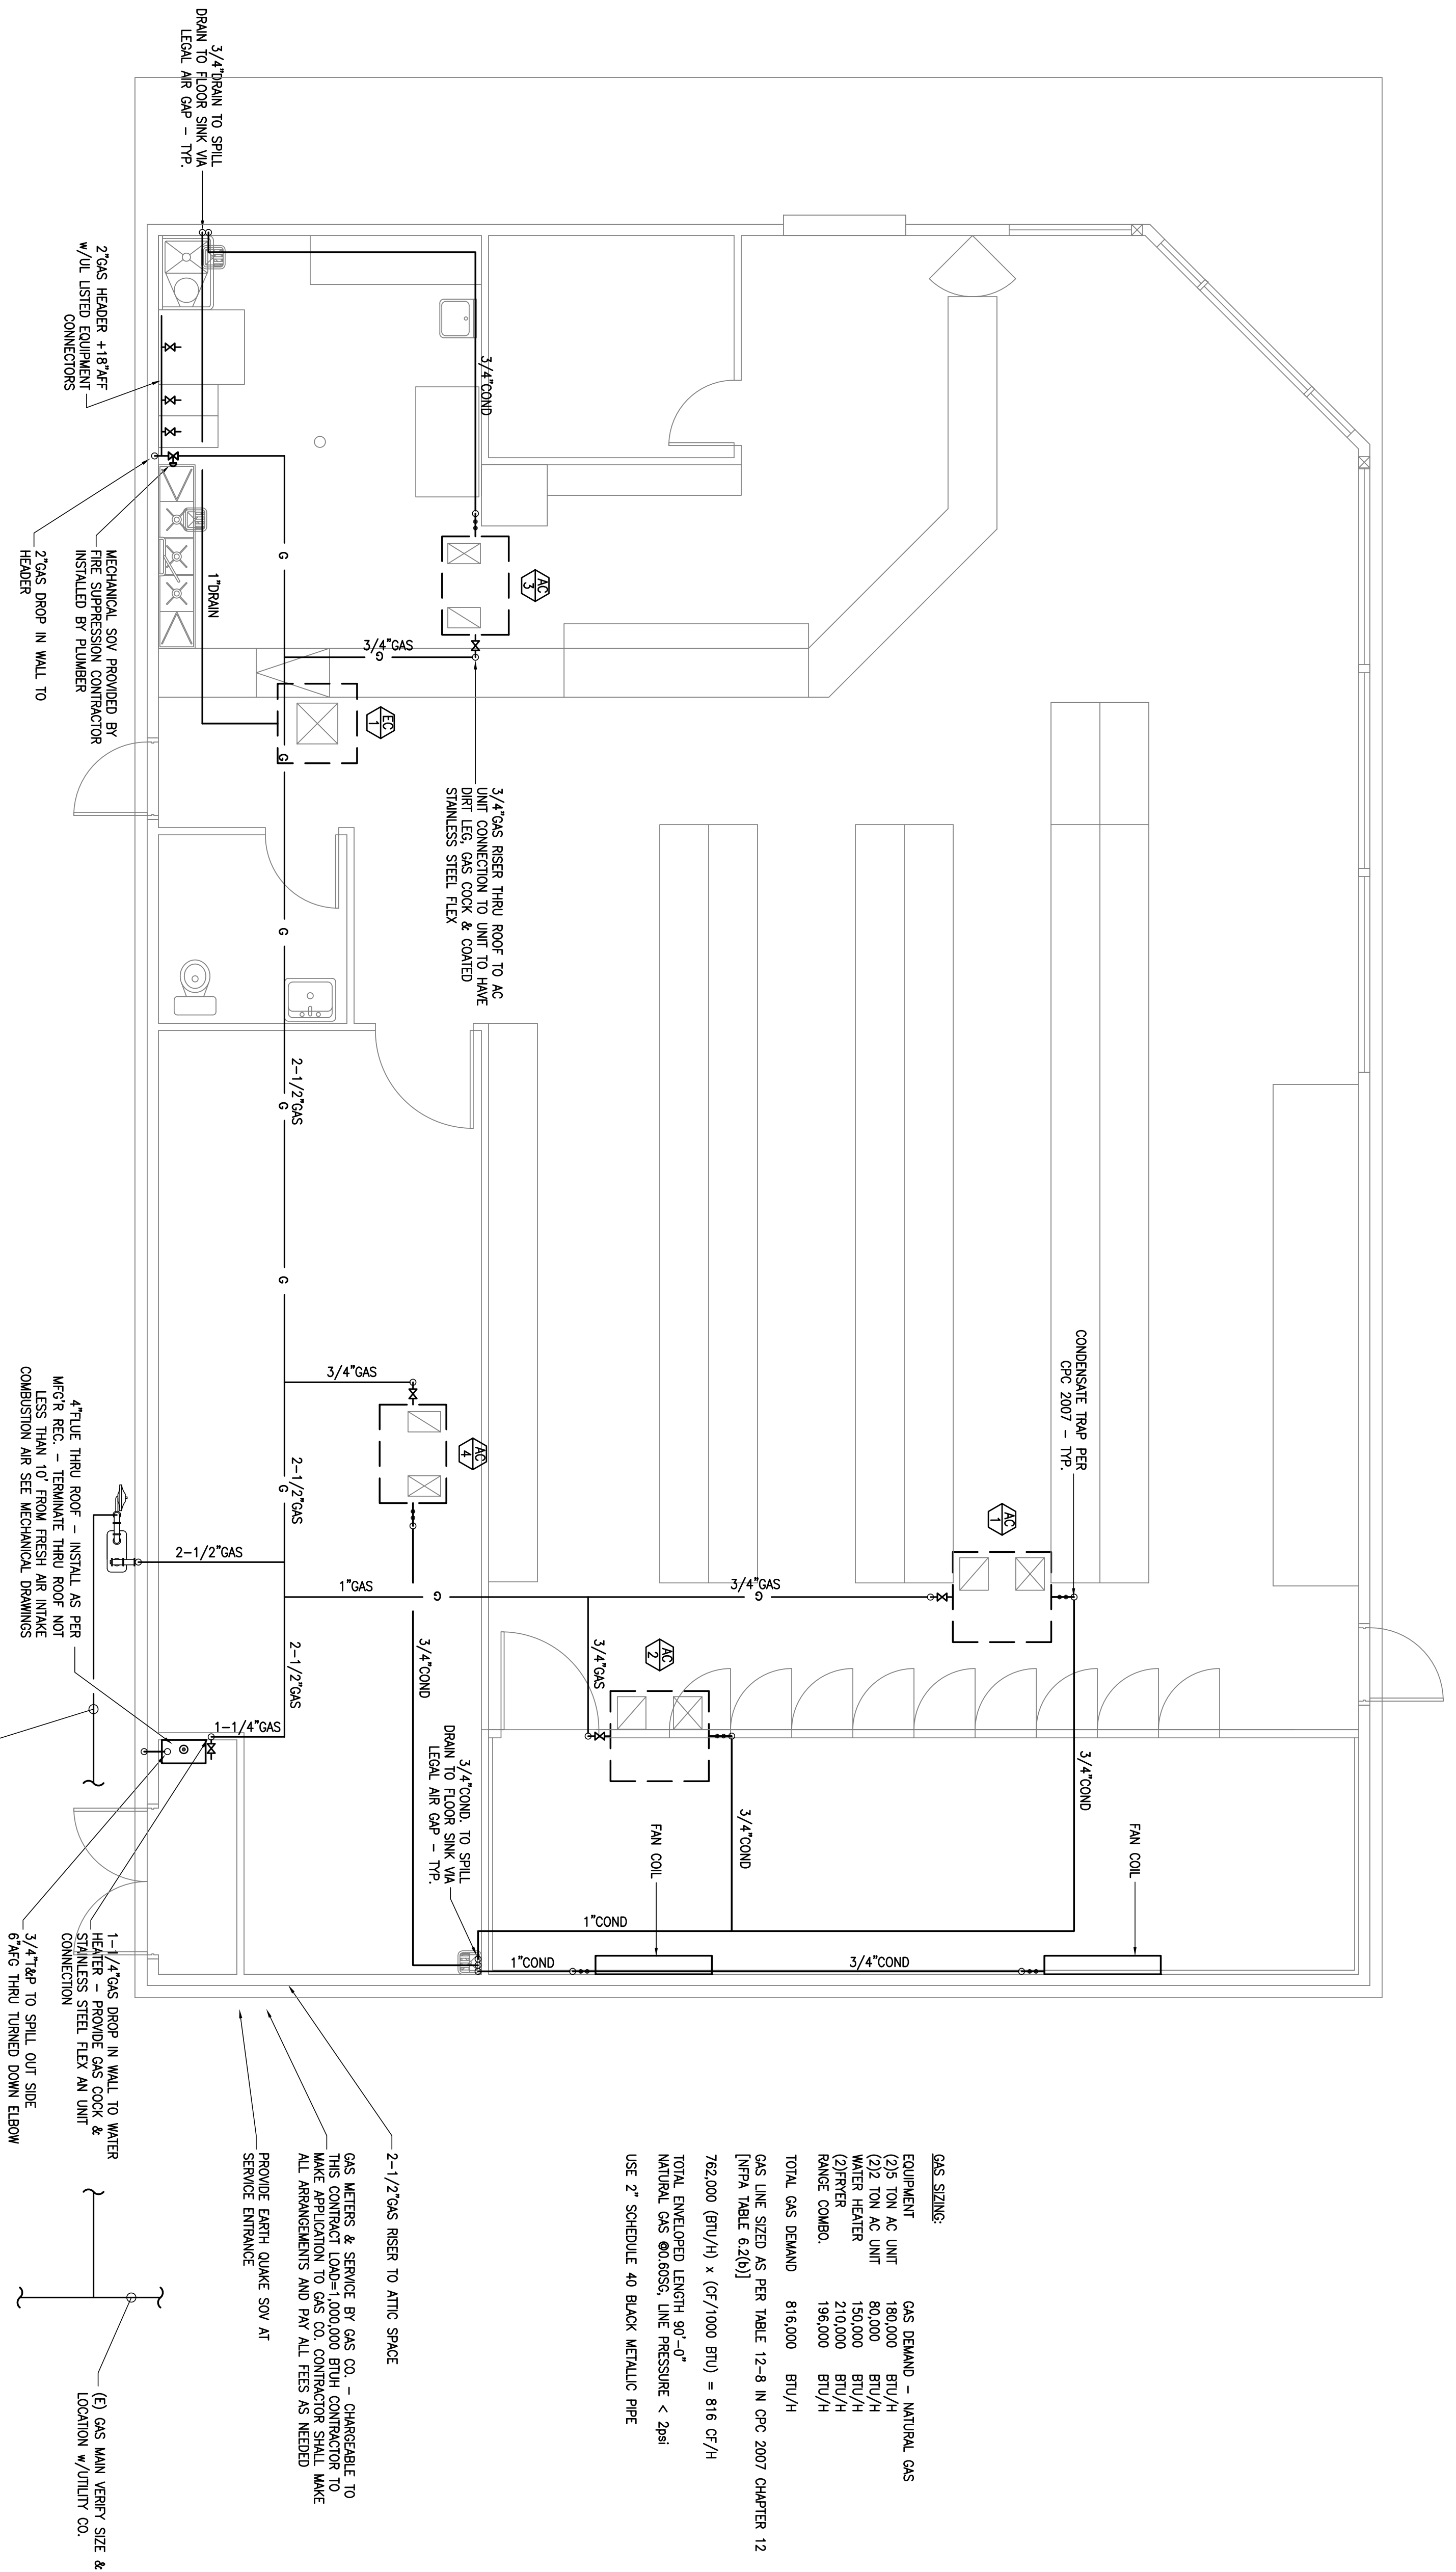 3/4"DRAIN TO SPILL
DRAIN TO FLOOR SINK VIA
LEGAL AIR GAP - TYP.
2"GAS HEADER +18"AFF
w/UL LISTED EQUIPMENT
CONNECTORS
3/4"COND
2"GAS DROP IN WALL TO
HEADER
MECHANICAL SOV PROVIDED BY
FIRE SUPPRESSION CONTRACTOR
INSTALLED BY PLUMBER
1"DRAIN
G
AC
3
3/4"GAS
G
EC
1
G
3/4"GAS RISER THRU ROOF TO AC
UNIT CONNECTION TO UNIT TO HAVE
DIRT LEG, GAS COCK & COATED
STAINLESS STEEL FLEX
G
2-1/2"GAS
G
G
3/4"GAS
AC
4
2-1/2"GAS
G
2-1/2"GAS
1"GAS
G
3/4"GAS
G
CONDENSATE TRAP PER
CPC 2007 - TYP.
AC
1
AC
2
3/4"GAS
3/4"COND
2-1/2"GAS
1-1/4"GAS
4"FLUE THRU ROOF - INSTALL AS PER
MFG'R REC. - TERMINATE THRU ROOF NOT
LESS THAN 10' FROM FRESH AIR INTAKE
COMBUSTION AIR SEE MECHANICAL DRAWINGS
3/4"COND. TO SPILL
DRAIN TO FLOOR SINK VIA
LEGAL AIR GAP - TYP.
3/4"COND
3/4"COND
FAN COIL
FAN COIL
1"COND
1"COND
3/4"COND
1-1/4"GAS DROP IN WALL TO WATER
HEATER - PROVIDE GAS COCK &
STAINLESS STEEL FLEX AN UNIT
CONNECTION
3/4"T&P TO SPILL OUT SIDE
6"AFG THRU TURNED DOWN ELBOW
2-1/2"GAS RISER TO ATTIC SPACE
GAS METERS & SERVICE BY GAS CO. - CHARGEABLE TO
THIS CONTRACT LOAD=1,000,000 BTUH CONTRACTOR TO
MAKE APPLICATION TO GAS CO. CONTRACTOR SHALL MAKE
ALL ARRANGEMENTS AND PAY ALL FEES AS NEEDED
PROVIDE EARTH QUAKE SOV AT
SERVICE ENTRANCE
(E) GAS MAIN VERIFY SIZE &
LOCATION w/UTILITY CO.
GAS SIZING:
EQUIPMENT GAS DEMAND - NATURAL GAS
(2)5 TON AC UNIT 180,000 BTU/H
(2)2 TON AC UNIT 80,000 BTU/H
WATER HEATER 150,000 BTU/H
(2)FRYER 210,000 BTU/H
RANGE COMBO. 196,000 BTU/H
TOTAL GAS DEMAND 816,000 BTU/H
GAS LINE SIZED AS PER TABLE 12-8 IN CPC 2007 CHAPTER 12
[NFPA TABLE 6.2(b)]
762,000 (BTU/H) x (CF/1000 BTU) = 816 CF/H
TOTAL ENVELOPED LENGTH 90'-0"
NATURAL GAS @0.60SG, LINE PRESSURE < 2psi
USE 2" SCHEDULE 40 BLACK METALLIC PIPE